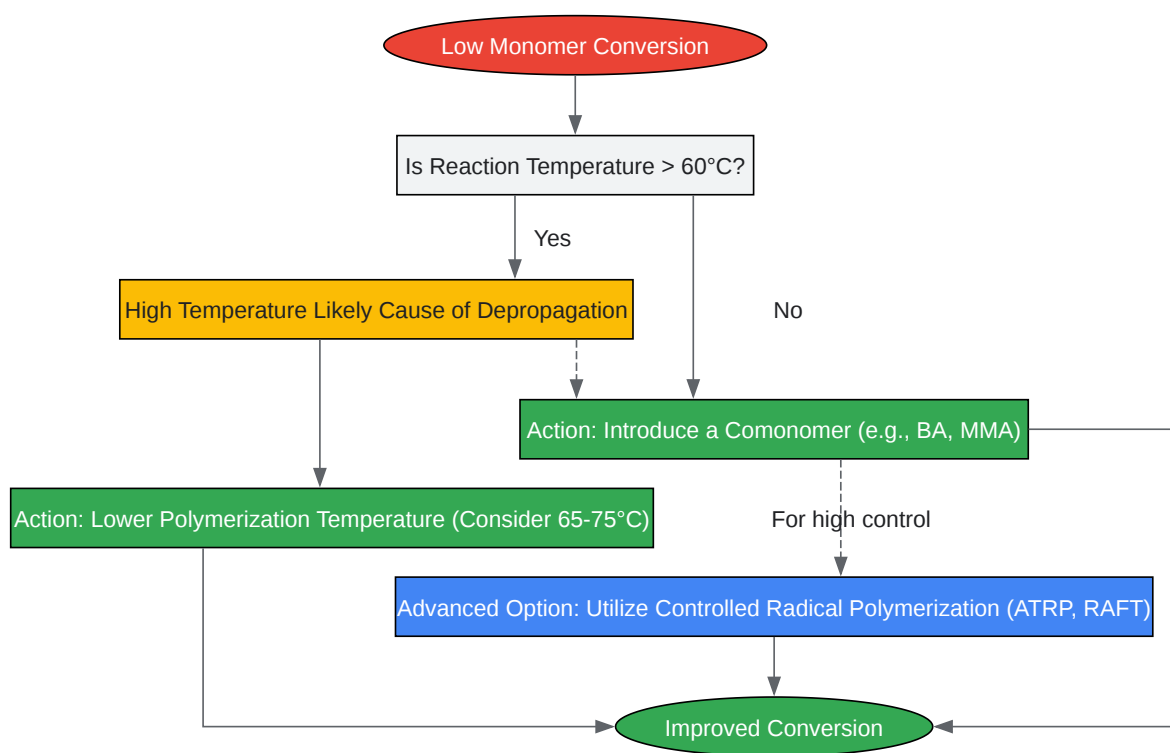 Low Monomer Conversion
Is Reaction Temperature > 60°C?
Yes
High Temperature Likely Cause of Depropagation
No
Action: Introduce a Comonomer (e.g., BA, MMA)
Action: Lower Polymerization Temperature (Consider 65-75°C)
For high control
Advanced Option: Utilize Controlled Radical Polymerization (ATRP, RAFT)
Improved Conversion